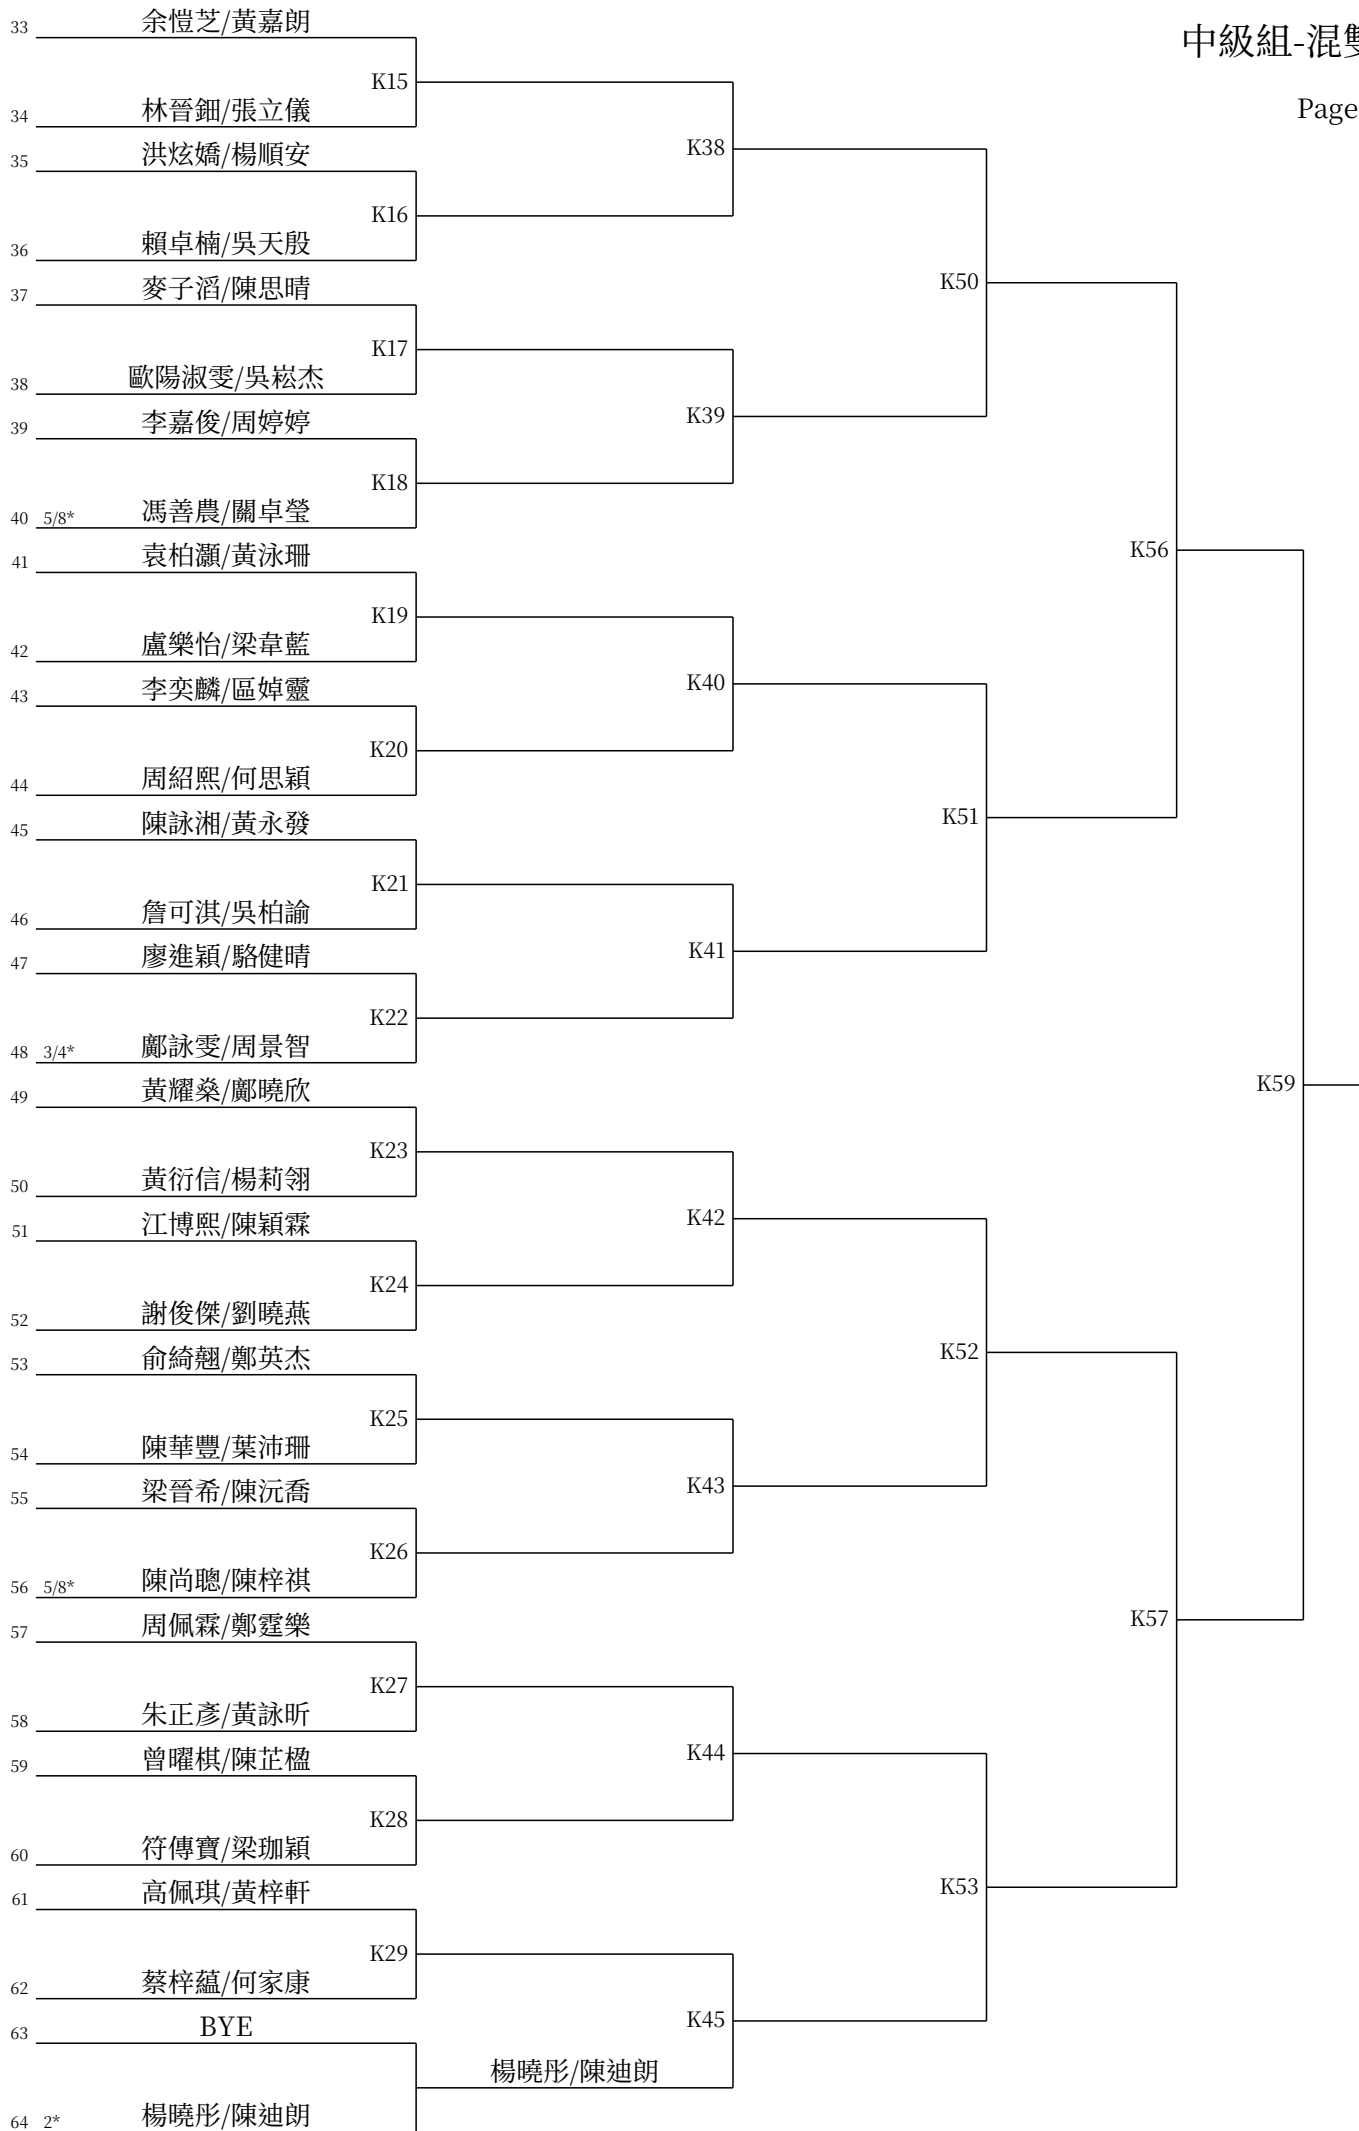 33 余愷芝/黃嘉朗
中級組-混雙
Page
K15
34 林晉鈿/張立儀
K38
35 洪炫嬌/楊順安
K16
36 賴卓楠/吳天殷
K50
37 麥子滔/陳思晴
K17
38 歐陽淑雯/吳崧杰
K39
39 李嘉俊/周婷婷
K18
40 5/8* 馮善農/關卓瑩
K56
41 袁柏灝/黃泳珊
K19
42 盧樂怡/梁韋藍
K40
43 李奕麟/區婥靈
K20
44 周紹熙/何思穎
K51
45 陳詠湘/黃永發
K21
46 詹可淇/吳柏諭
K41
47 廖進穎/駱健晴
K22
48 3/4* 鄺詠雯/周景智
K59
49 黃耀燊/鄺曉欣
K23
50 黃衍信/楊莉翎
K42
51 江博熙/陳穎霖
K24
52 謝俊傑/劉曉燕
K52
53 俞綺翹/鄭英杰
K25
54 陳華豐/葉沛珊
K43
55 梁晉希/陳沅喬
K26
56 5/8* 陳尚聰/陳梓祺
K57
57 周佩霖/鄭霆樂
K27
58 朱正彥/黃詠昕
K44
59 曾曜棋/陳芷楹
K28
60 符傳寶/梁珈穎
K53
61 高佩琪/黃梓軒
K29
62 蔡梓蘊/何家康
K45
63 BYE
楊曉彤/陳迪朗
64 2* 楊曉彤/陳迪朗